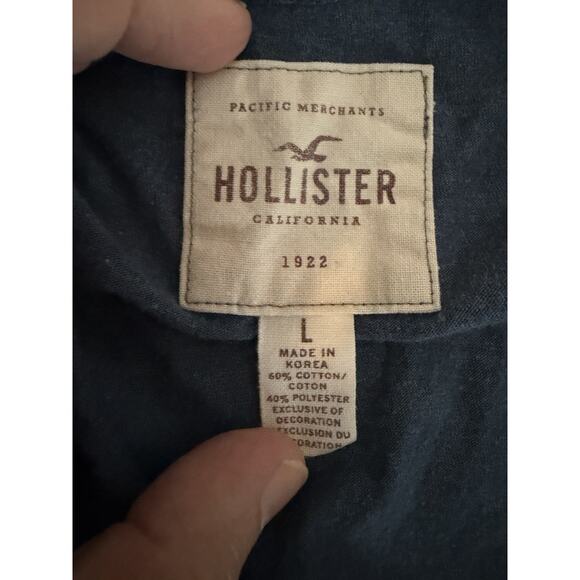 PACIFIC MERCHANTS
HOLLISTER
CALIFORNIA
1922
L
MADE IN
KOREA
60% COTTON/
COTON
40% POLYESTER
EXCLUSIVE OF
DECORATION
EXCLUSION DU